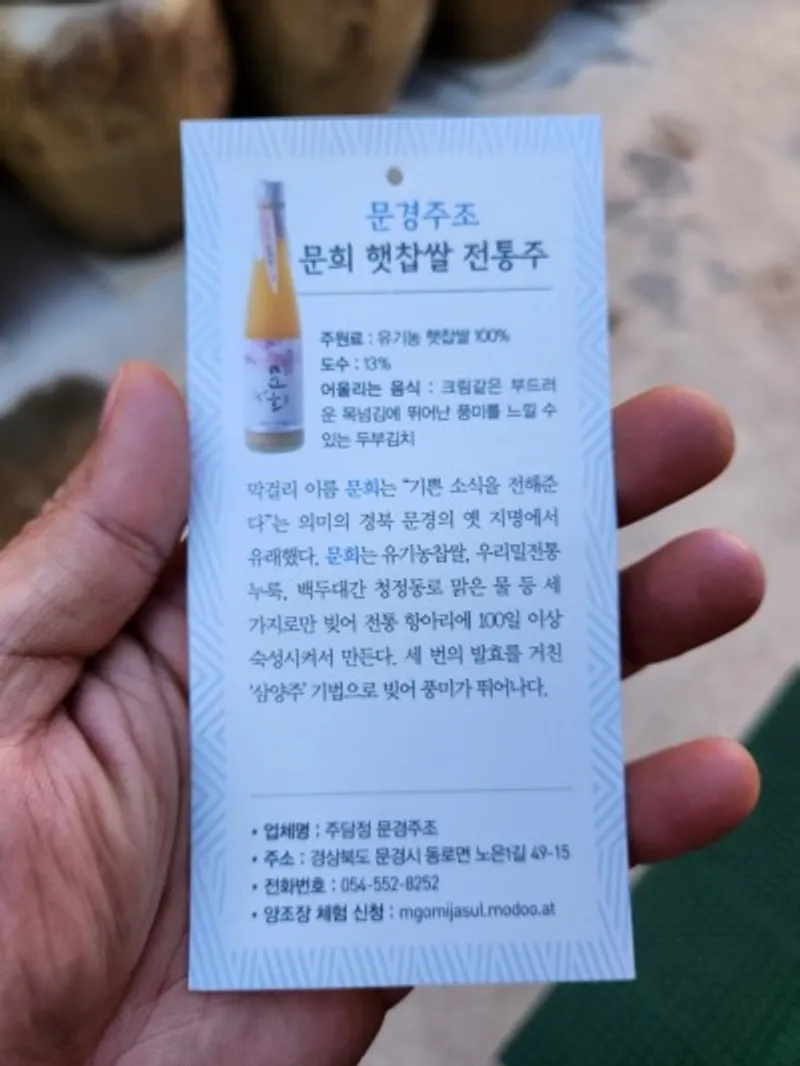 문경주조
문희 햇찹쌀 전통주
문희
주원료 : 유기농 햇찹쌀 100%
도수 : 13%
어울리는 음식 : 크림같은 부드러
운 목넘김에 뛰어난 풍미를 느낄 수
있는 두부김치
막걸리 이름 문희는 “기쁜 소식을 전해준
다”는 의미의 경북 문경의 옛 지명에서
유래했다. 문희는 유기농찹쌀, 우리밀전통
누룩, 백두대간 청정동로 맑은 물 등 세
가지로만 빚어 전통 항아리에 100일 이상
숙성시켜서 만든다. 세 번의 발효를 거친
‘삼양주’ 기법으로 빚어 풍미가 뛰어나다.
• 업체명 : 주담정 문경주조
• 주소 : 경상북도 문경시 동로면 노은1길 49-15
• 전화번호 : 054-552-8252
• 양조장 체험 신청 : mgomijasul.modoo.at